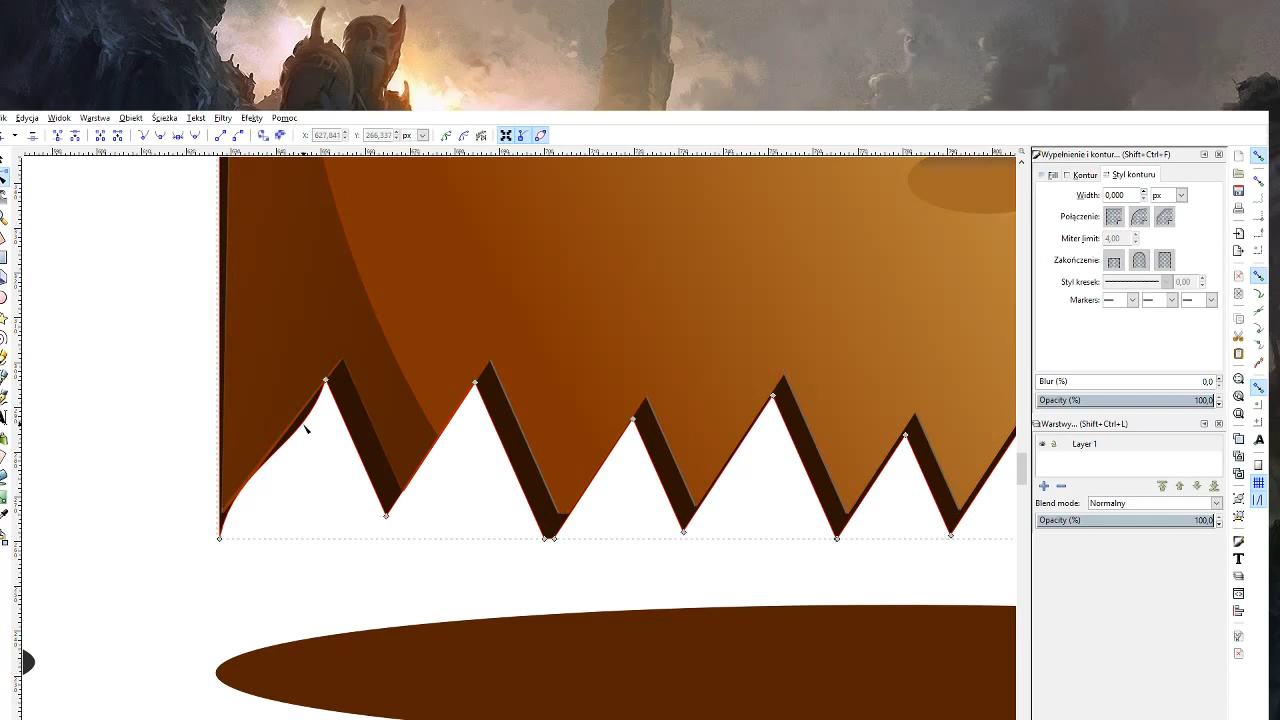 ik Edycja Widok Warstwa Obiekt Ścieżka Tekst Filtry Efekty Pomoc
X: 627,841 Y: 266,337 px
Wypełnienie i kontur... (Shift+Ctrl+F)
Fill Kontur Styl konturu
Width: 0,000 px
Połączenie:
Miter limit: 4,00
Zakończenie:
Styl kresek: 0,00
Markers:
Blur (%) 0,0
Opacity (%) 100,0
Warstwy... (Shift+Ctrl+L)
Layer 1
Blend mode: Normalny
Opacity (%) 100,0